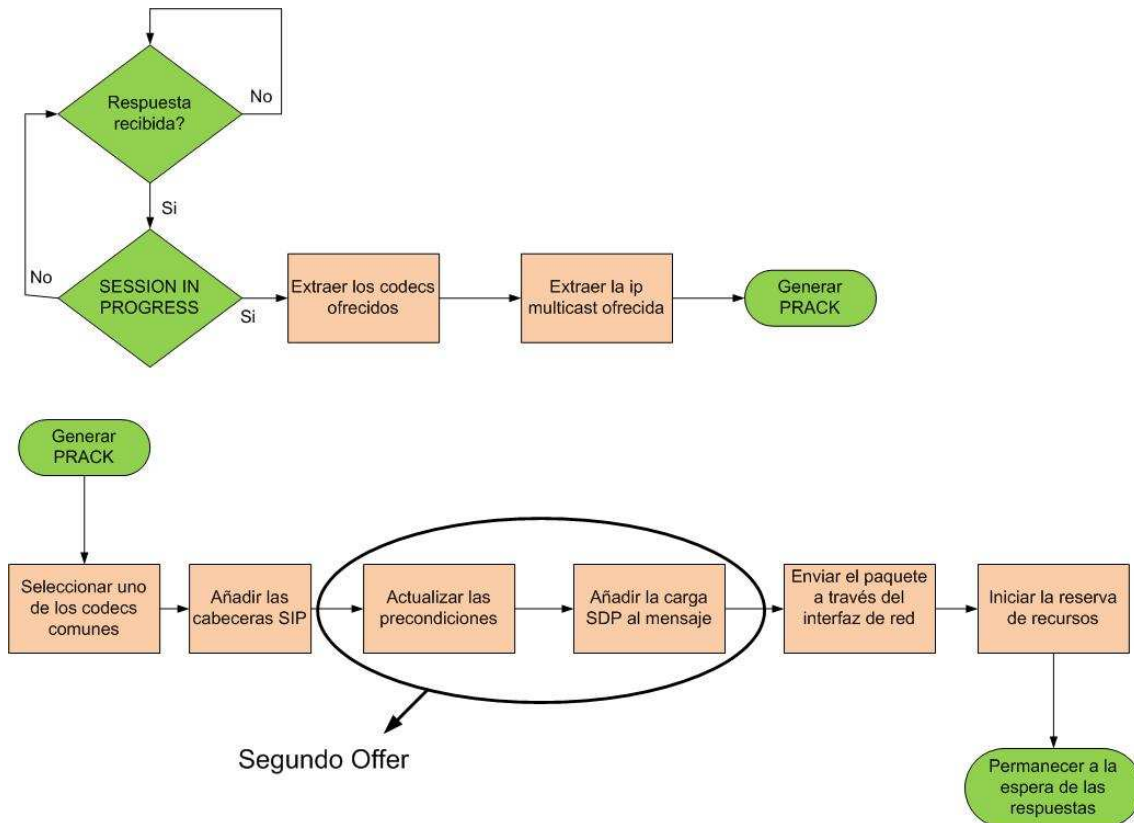 Respuesta
recibida?
No
Si
No
SESSION IN
PROGRESS
Si
Extraer los codecs
ofrecidos
Extraer la ip
multicast ofrecida
Generar
PRACK
Generar
PRACK
Seleccionar uno
de los codecs
comunes
Añadir las
cabeceras SIP
Actualizar las
precondiciones
Añadir la carga
SDP al mensaje
Enviar el paquete
a través del
interfaz de red
Iniciar la reserva
de recursos
Segundo Offer
Permanecer a la
espera de las
respuestas